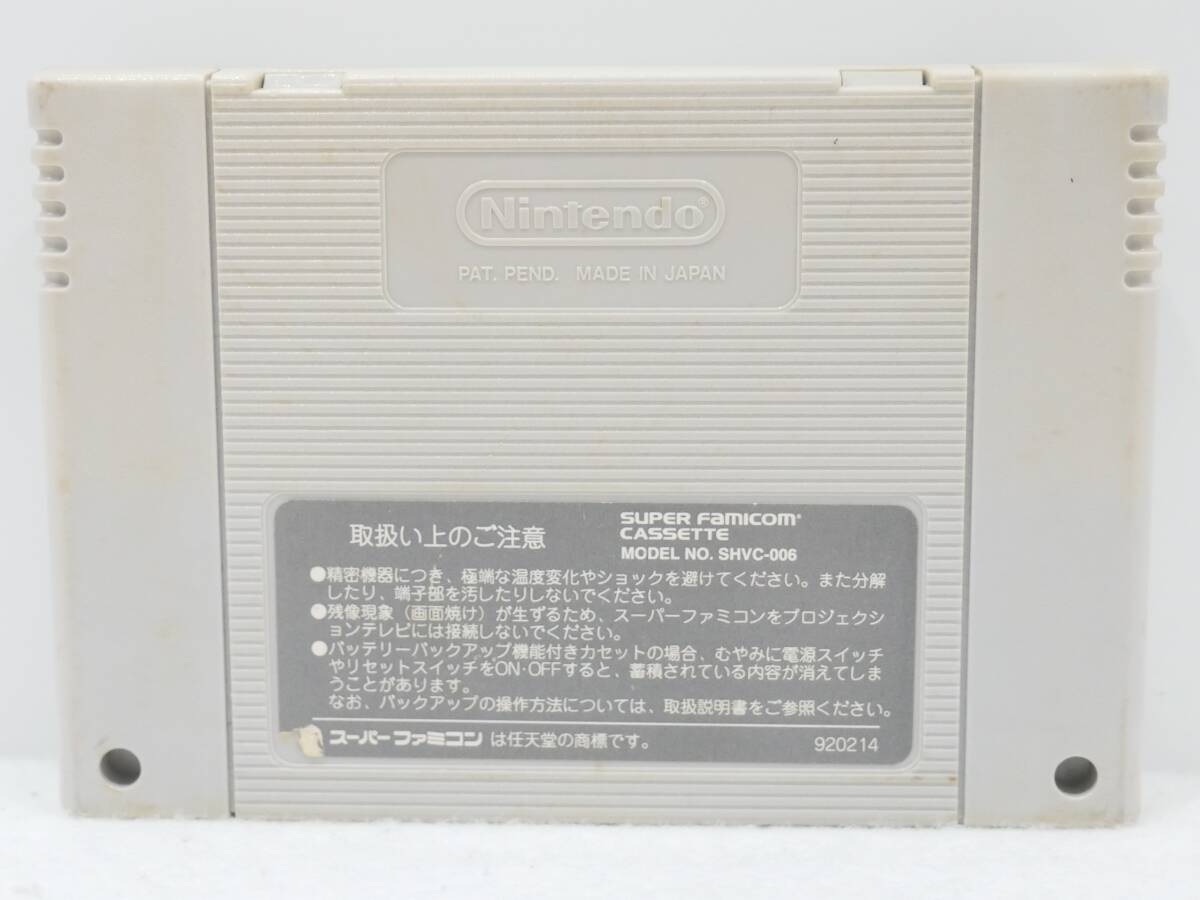 Nintendo®
PAT. PEND. MADE IN JAPAN
取扱い上のご注意
SUPER FAMICOM®
CASSETTE
MODEL NO. SHVC-006
●精密機器につき、極端な温度変化やショックを避けてください。また分解
したり、端子部を汚したりしないでください。
●残像現象（画面焼け）が生ずるため、スーパーファミコンをプロジェクシ
ョンテレビには接続しないでください。
●バッテリーバックアップ機能付きカセットの場合、むやみに電源スイッチ
やリセットスイッチをON・OFFすると、蓄積されている内容が消えてしま
うことがあります。
なお、バックアップの操作方法については、取扱説明書をご参照ください。
スーパーファミコン は任天堂の商標です。
920214